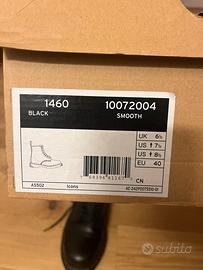 1460 10072004
BLACK SMOOTH
UK 6½
US 7½
US 8½
EU 40
CN
AS502 Icons
subito